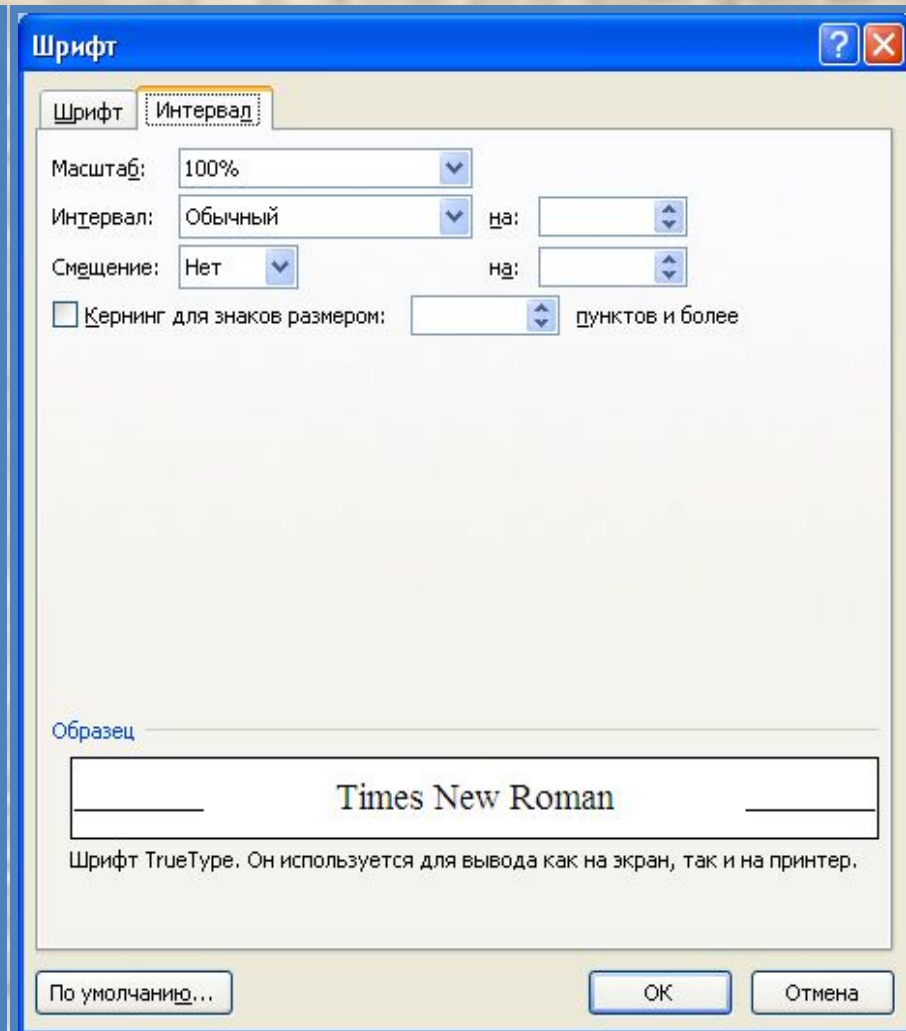 Шрифт
Шрифт Интервал
Масштаб: 100%
Интервал: Обычный на:
Смещение: Нет на:
Кернинг для знаков размером: пунктов и более
Образец
Times New Roman
Шрифт TrueType. Он используется для вывода как на экран, так и на принтер.
По умолчанию... ОК Отмена